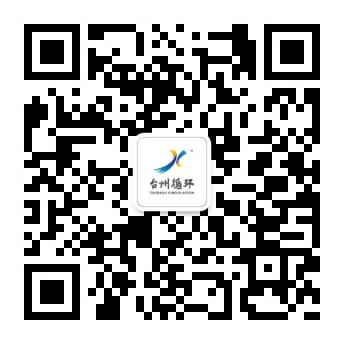 台州循环
TAIZHOU CIRCULATION